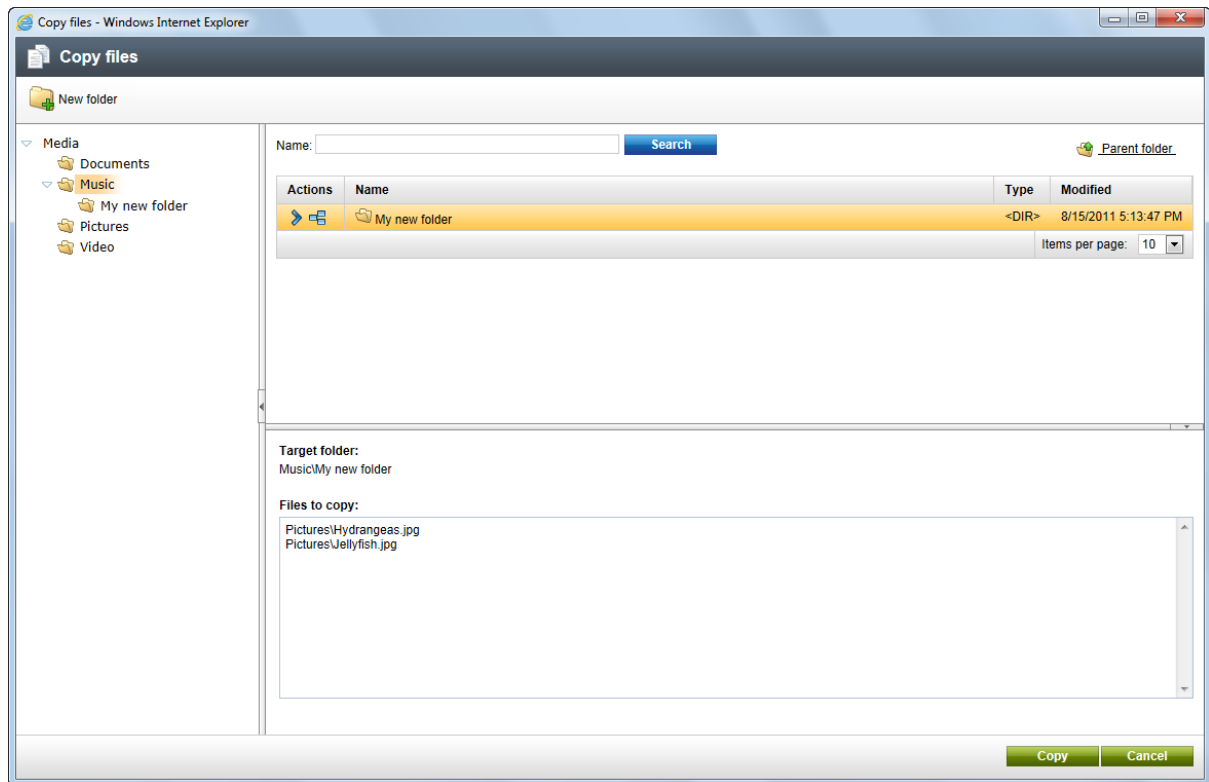 Copy files - Windows Internet Explorer
Copy files
New folder
Media
Documents
Music
My new folder
Pictures
Video
Name: Search
Parent folder
Actions Name Type Modified
My new folder <DIR> 8/15/2011 5:13:47 PM
Items per page: 10
Target folder:
Music\My new folder
Files to copy:
Pictures\Hydrangeas.jpg
Pictures\Jellyfish.jpg
Copy Cancel